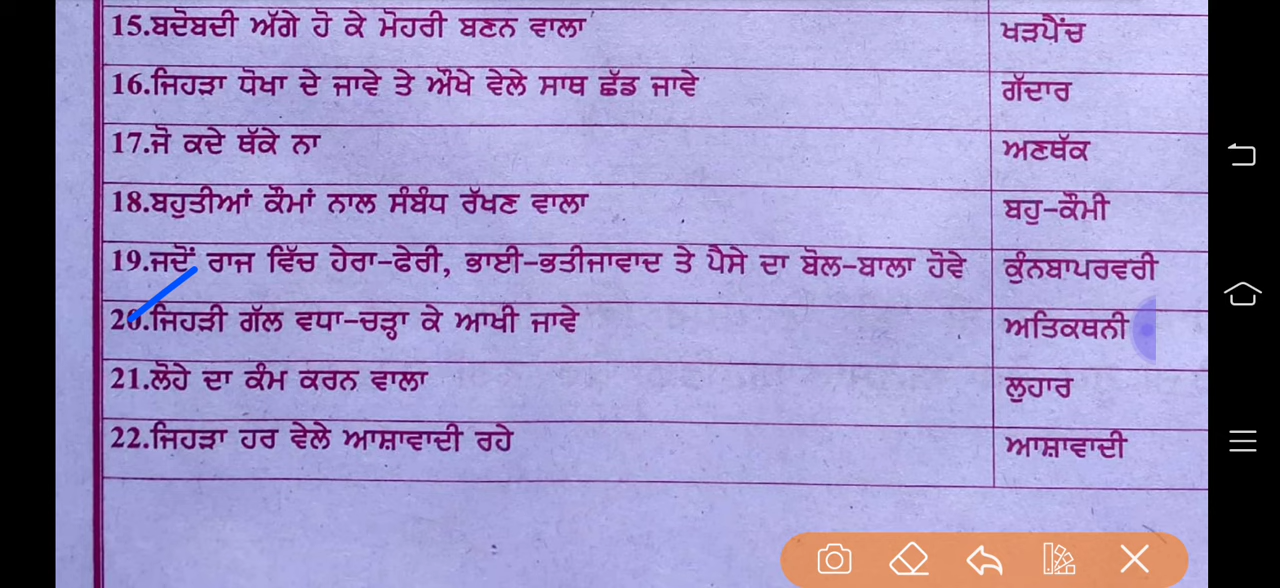 15.ਬਦੋਬਦੀ ਅੱਗੇ ਹੋ ਕੇ ਮੋਹਰੀ ਬਣਨ ਵਾਲਾ ਖੜਪੈਂਚ
16.ਜਿਹੜਾ ਧੋਖਾ ਦੇ ਜਾਵੇ ਤੇ ਔਖੇ ਵੇਲੇ ਸਾਥ ਛੱਡ ਜਾਵੇ ਗੱਦਾਰ
17.ਜੋ ਕਦੇ ਥੱਕੇ ਨਾ ਅਣਥੱਕ
18.ਬਹੁਤੀਆਂ ਕੌਮਾਂ ਨਾਲ ਸੰਬੰਧ ਰੱਖਣ ਵਾਲਾ ਬਹੁ-ਕੌਮੀ
19.ਜਦੋਂ ਰਾਜ ਵਿੱਚ ਹੇਰਾ-ਫੇਰੀ, ਭਾਈ-ਭਤੀਜਾਵਾਦ ਤੇ ਪੈਸੇ ਦਾ ਬੋਲ-ਬਾਲਾ ਹੋਵੇ ਕੁੰਨਬਾਪਰਵਰੀ
20.ਜਿਹੜੀ ਗੱਲ ਵਧਾ-ਚੜ੍ਹਾ ਕੇ ਆਖੀ ਜਾਵੇ ਅਤਿਕਥਨੀ
21.ਲੋਹੇ ਦਾ ਕੰਮ ਕਰਨ ਵਾਲਾ ਲੁਹਾਰ
22.ਜਿਹੜਾ ਹਰ ਵੇਲੇ ਆਸ਼ਾਵਾਦੀ ਰਹੇ ਆਸ਼ਾਵਾਦੀ